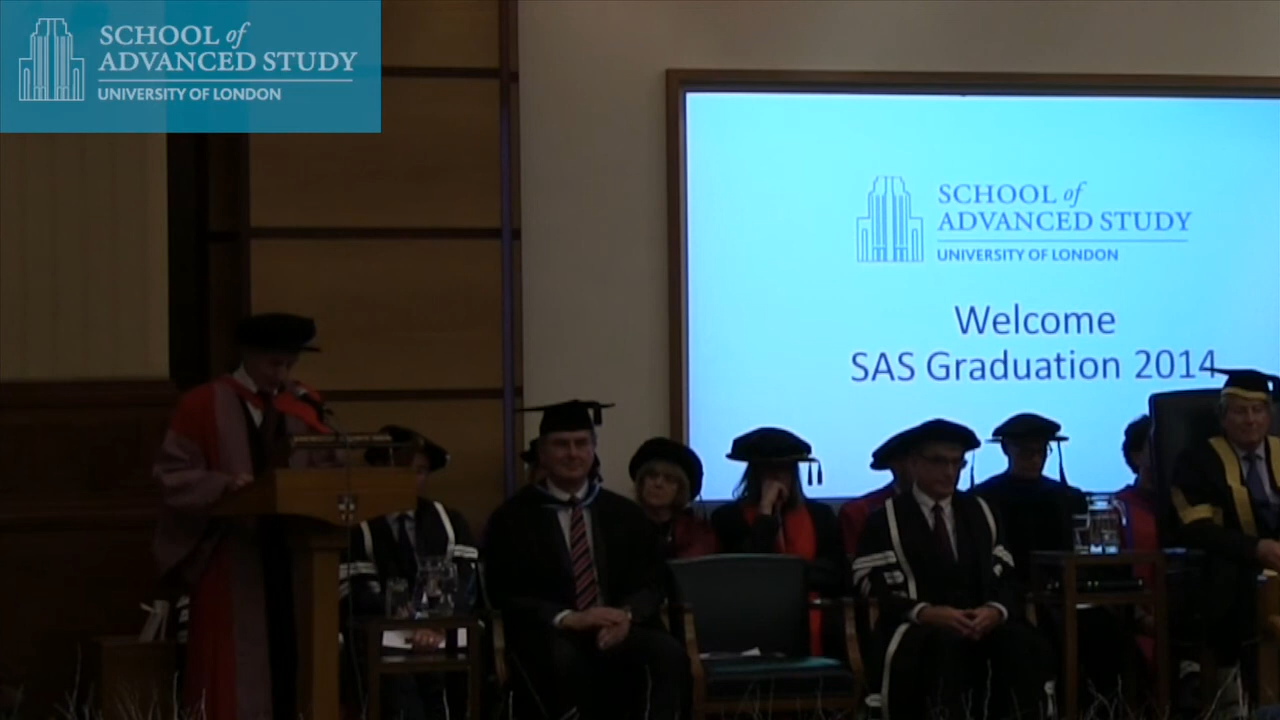 SCHOOL of
ADVANCED STUDY
UNIVERSITY OF LONDON
SCHOOL of
ADVANCED STUDY
UNIVERSITY OF LONDON
Welcome
SAS Graduation 2014